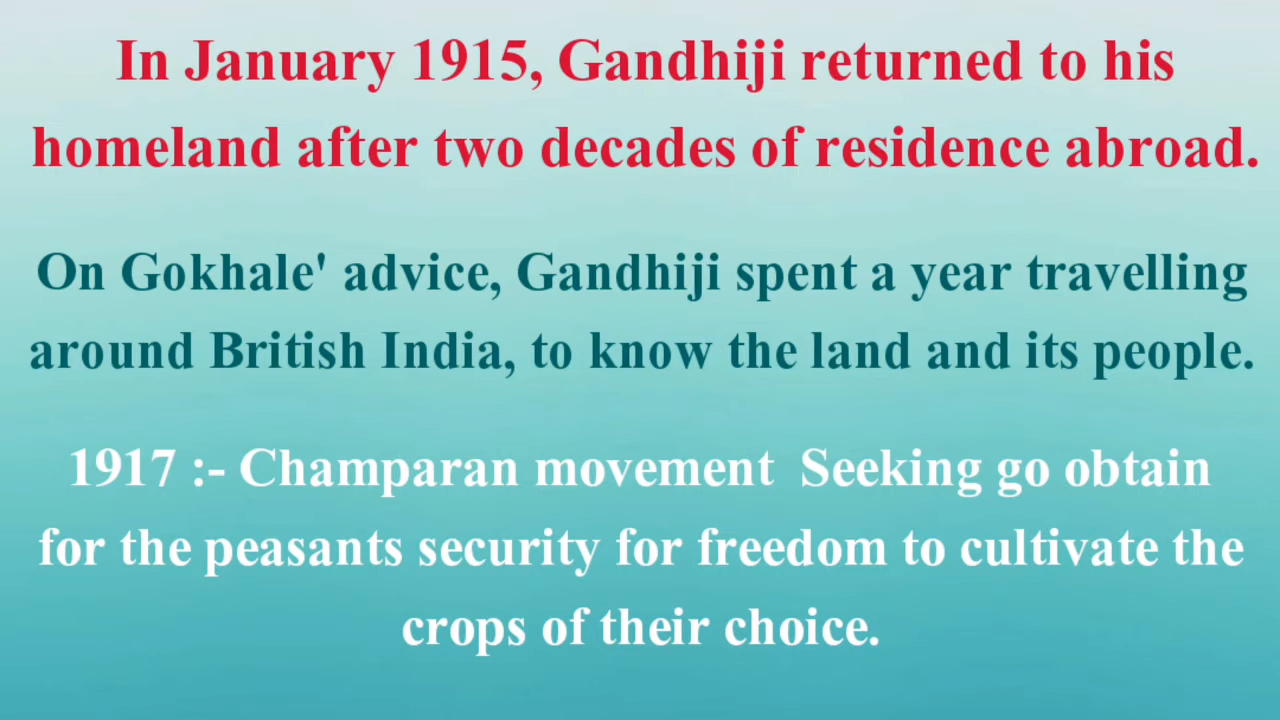 In January 1915, Gandhiji returned to his
homeland after two decades of residence abroad.
On Gokhale' advice, Gandhiji spent a year travelling
around British India, to know the land and its people.
1917 :- Champaran movement  Seeking go obtain
for the peasants security for freedom to cultivate the
crops of their choice.